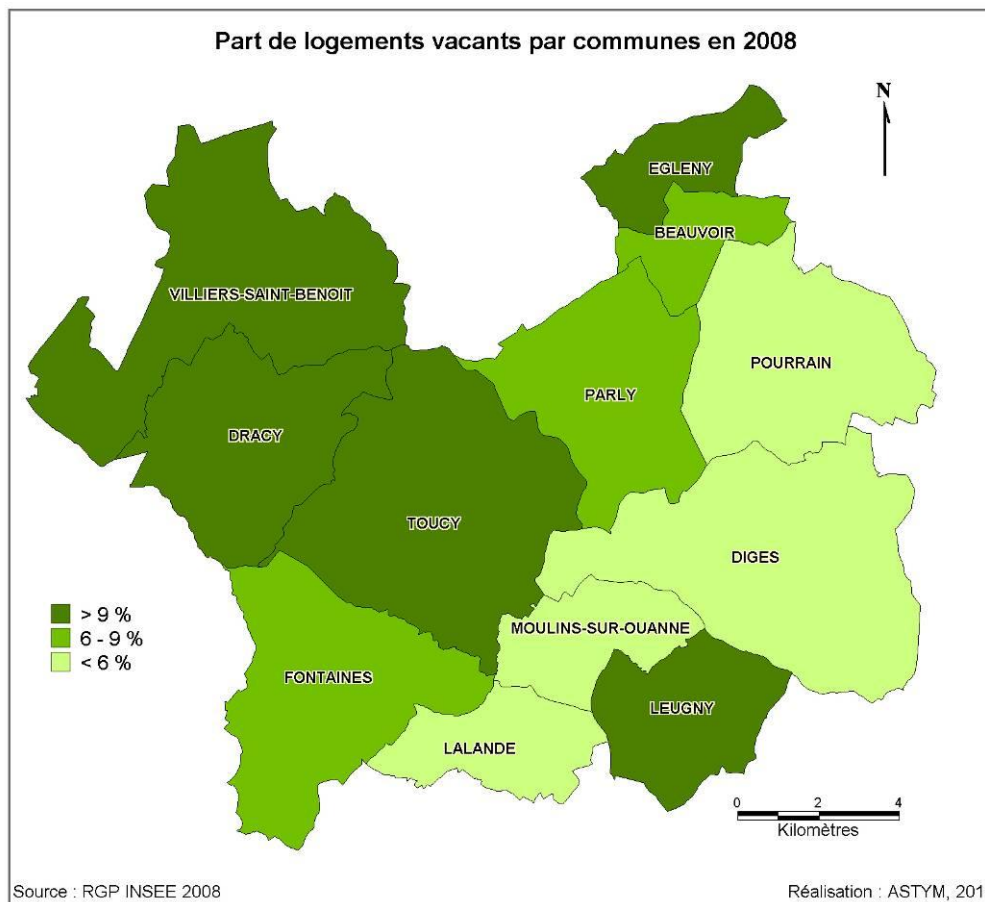 Part de logements vacants par communes en 2008
N
EGLENY
BEAUVOIR
VILLIERS-SAINT-BENOIT
POURRAIN
PARLY
DRACY
TOUCY
DIGES
> 9 %
6 - 9 %
< 6 %
MOULINS-SUR-OUANNE
FONTAINES
LEUGNY
LALANDE
0 2 4
Kilomètres
Source : RGP INSEE 2008
Réalisation : ASTYM, 201